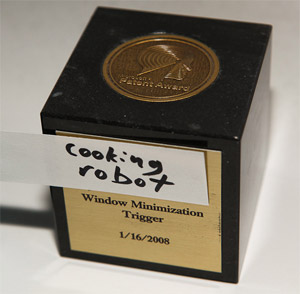 Patent Award
cooking
robot
Window Minimization
Trigger
1/16/2008